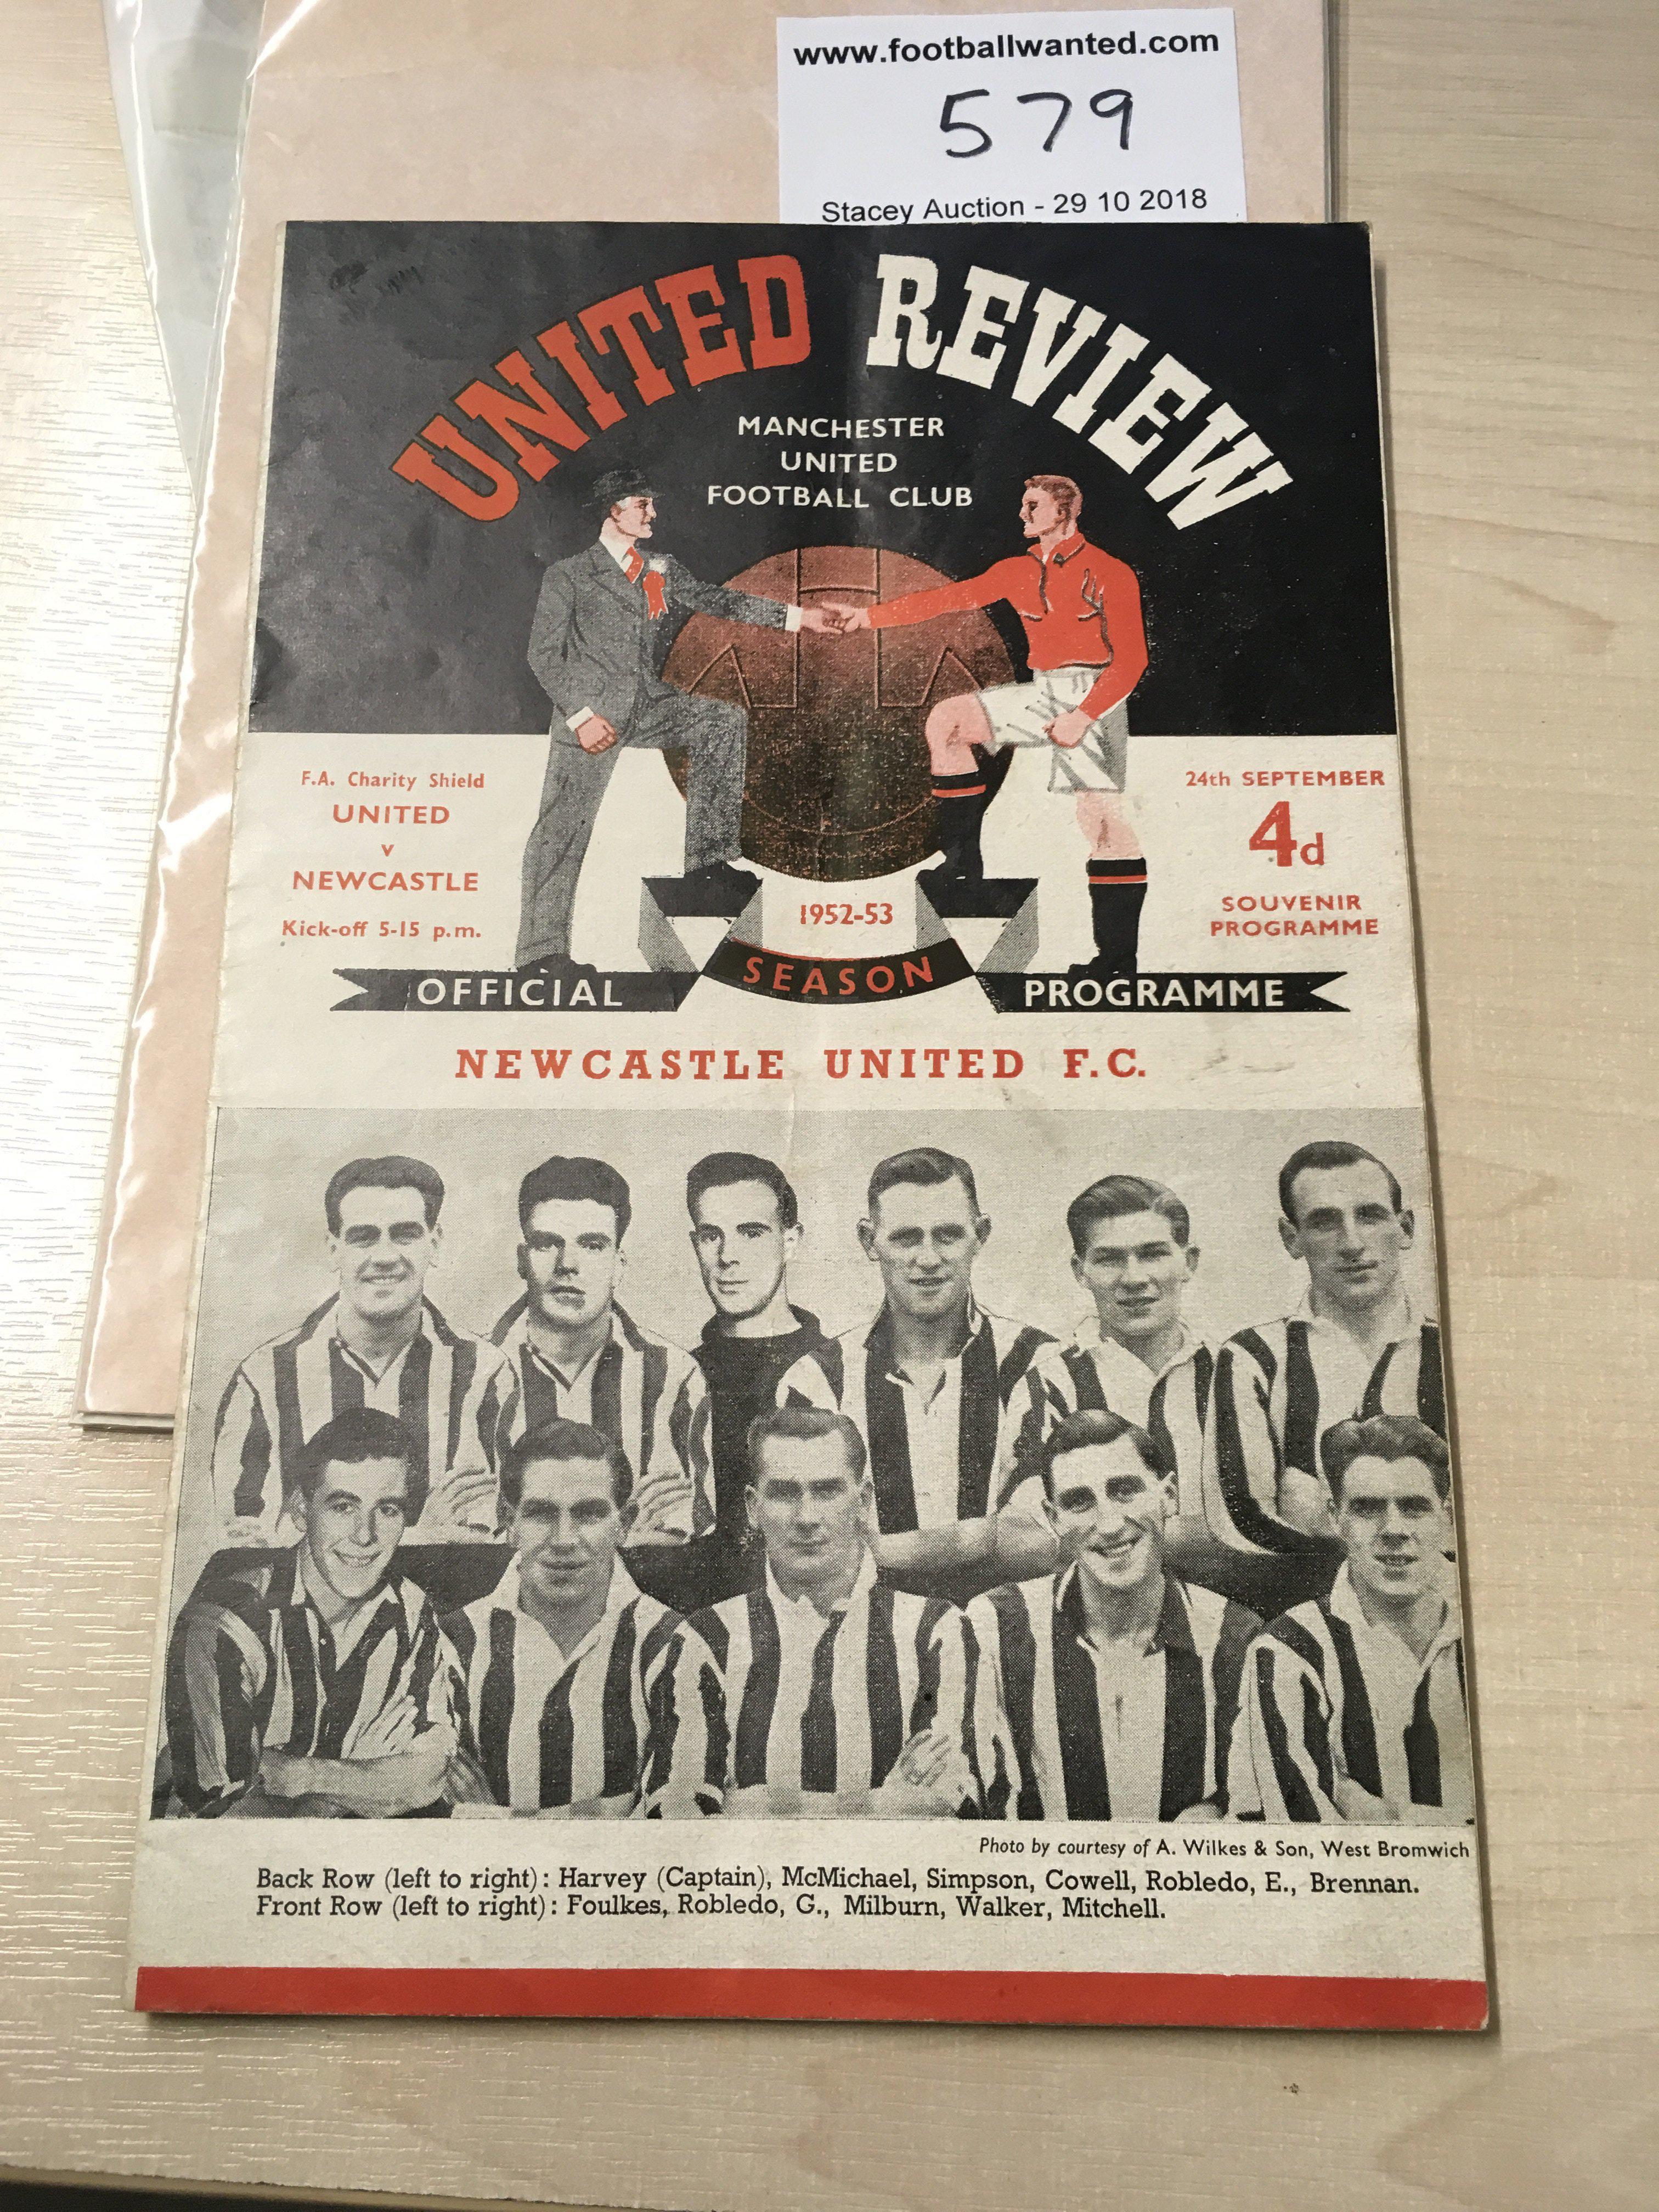 www.footballwanted.com
579
Stacey Auction - 29 10 2018
UNITED REVIEW
MANCHESTER
UNITED
FOOTBALL CLUB
F.A. Charity Shield
UNITED
v
NEWCASTLE
Kick-off 5-15 p.m.
24th SEPTEMBER
4d
SOUVENIR
PROGRAMME
1952-53
SEASON
OFFICIAL PROGRAMME
NEWCASTLE UNITED F.C.
Photo by courtesy of A. Wilkes & Son, West Bromwich
Back Row (left to right): Harvey (Captain), McMichael, Simpson, Cowell, Robledo, E., Brennan.
Front Row (left to right): Foulkes, Robledo, G., Milburn, Walker, Mitchell.